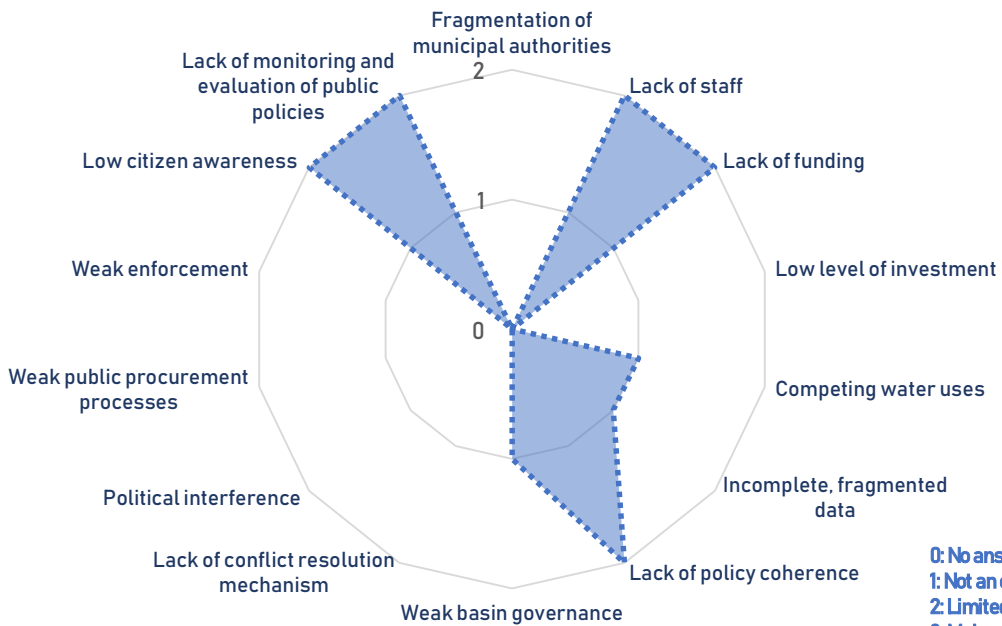 Fragmentation of
municipal authorities
Lack of monitoring and
evaluation of public
policies
2
Lack of staff
Low citizen awareness
Lack of funding
1
Weak enforcement
Low level of investment
0
Weak public procurement
processes
Competing water uses
Political interference
Incomplete, fragmented
data
Lack of conflict resolution
mechanism
Lack of policy coherence
Weak basin governance
0: No
1: Not an
2: Limited